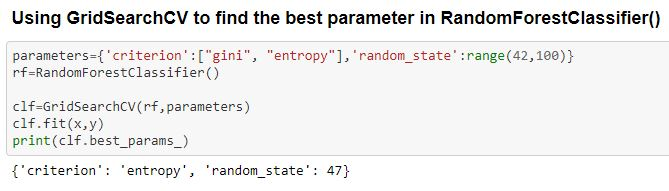 Using GridSearchCV to find the best parameter in RandomForestClassifier()
parameters={'criterion':["gini", "entropy"],'random_state':range(42,100)}
rf=RandomForestClassifier()
clf=GridSearchCV(rf,parameters)
clf.fit(x,y)
print(clf.best_params_)
{'criterion': 'entropy', 'random_state': 47}